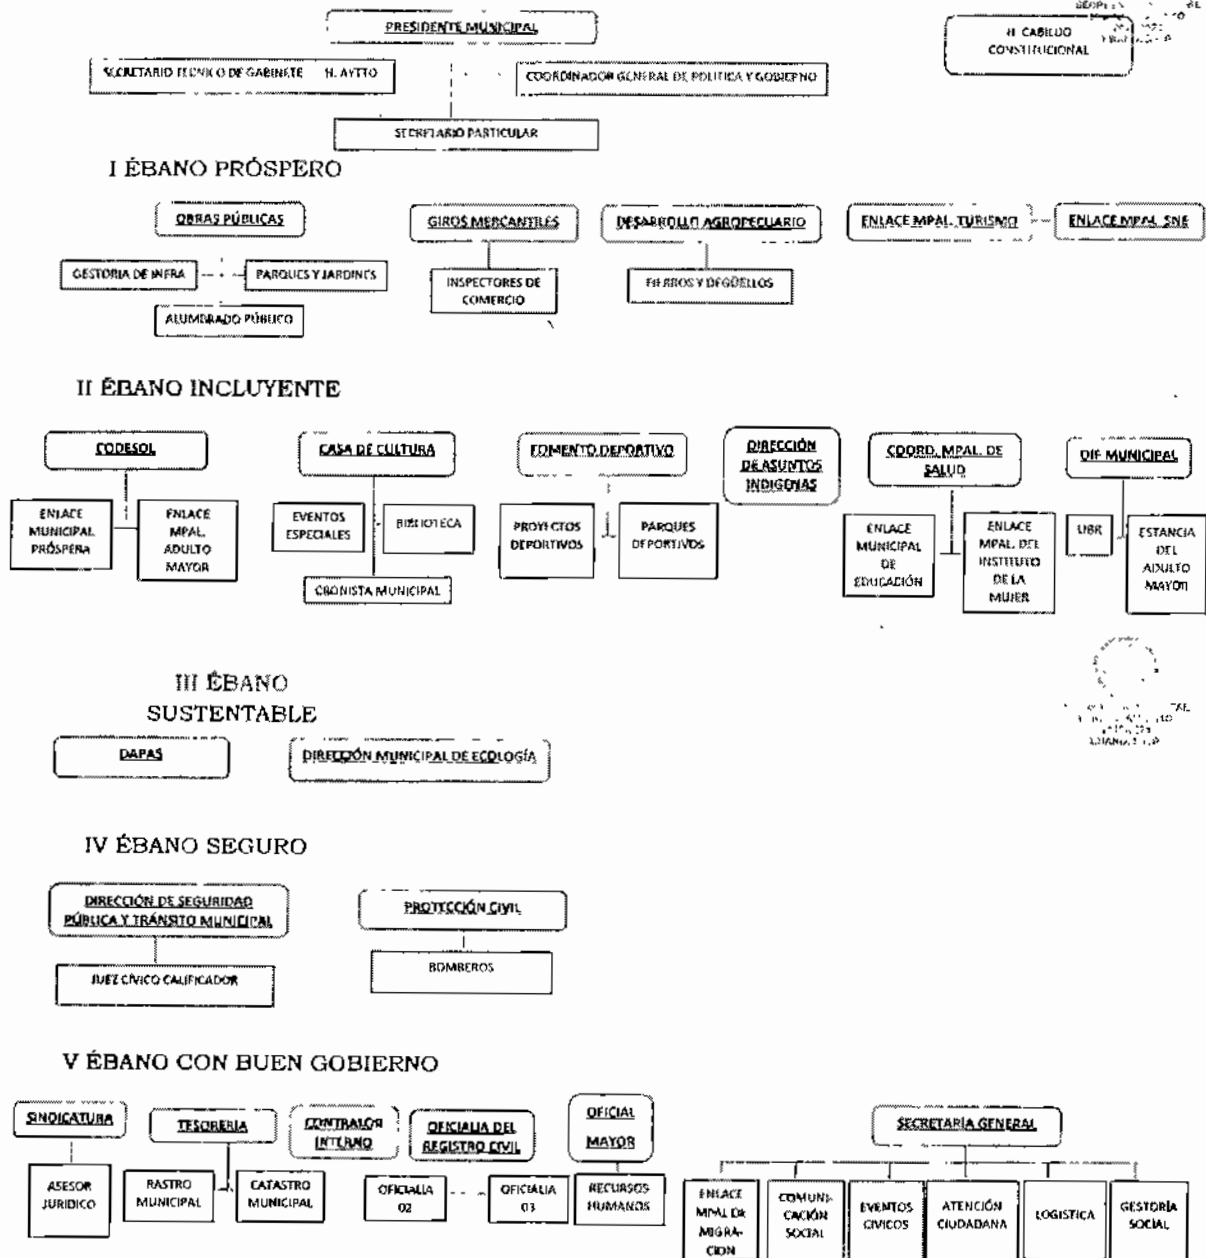 PRESIDENTE MUNICIPAL
H. CABILDO
CONSTITUCIONAL
SECRETARIO TECNICO DE GABINETE H. AYTTO
COORDINADOR GENERAL DE POLITICA Y GOBIERNO
SECRETARIO PARTICULAR
I ÉBANO PRÓSPERO
OBRAS PÚBLICAS
GIROS MERCANTILES
DESARROLLO AGROPECUARIO
ENLACE MPAL. TURISMO
ENLACE MPAL. SNE
GESTORIA DE INFRA
PARQUES Y JARDINES
INSPECTORES DE
COMERCIO
FIERROS Y DEGÜELLOS
ALUMBRADO PÚBLICO
II ÉBANO INCLUYENTE
CODESOL
CASA DE CULTURA
FOMENTO DEPORTIVO
DIRECCIÓN
DE ASUNTOS
INDIGENAS
COORD. MPAL. DE
SALUD
DIF MUNICIPAL
ENLACE
MUNICIPAL
PRÓSPERA
ENLACE
MPAL.
ADULTO
MAYOR
EVENTOS
ESPECIALES
BIBLIOTECA
CRONISTA MUNICIPAL
PROYECTOS
DEPORTIVOS
PARQUES
DEPORTIVOS
ENLACE
MUNICIPAL
DE
EDUCACIÓN
ENLACE
MPAL. DEL
INSTITUTO
DE LA
MUJER
UBR
ESTANCIA
DEL
ADULTO
MAYOR
III ÉBANO
SUSTENTABLE
DAPAS
DIRECCIÓN MUNICIPAL DE ECOLOGÍA
IV ÉBANO SEGURO
DIRECCIÓN DE SEGURIDAD
PÚBLICA Y TRÁNSITO MUNICIPAL
PROTECCIÓN CIVIL
JUEZ CÍVICO CALIFICADOR
BOMBEROS
V ÉBANO CON BUEN GOBIERNO
SINDICATURA
TESORERIA
CONTRALOR
INTERNO
OFICIALIA DEL
REGISTRO CIVIL
OFICIAL
MAYOR
SECRETARÍA GENERAL
ASESOR
JURIDICO
RASTRO
MUNICIPAL
CATASTRO
MUNICIPAL
OFICIALIA
02
OFICIALIA
03
RECURSOS
HUMANOS
ENLACE
MPAL DE
MIGRA-
CION
COMUNI-
CACIÓN
SOCIAL
EVENTOS
CIVICOS
ATENCIÓN
CIUDADANA
LOGISTICA
GESTORÍA
SOCIAL